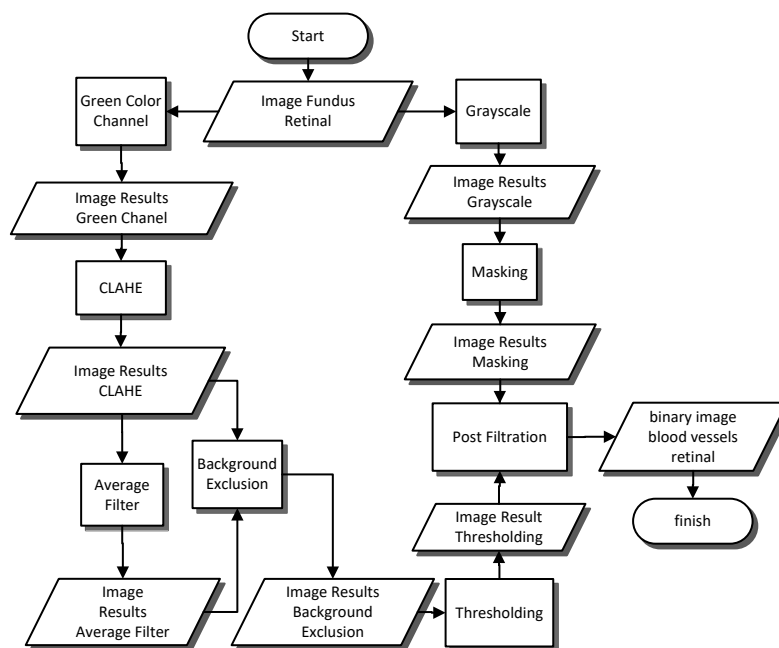 Start
Image Fundus
Retinal
Green Color
Channel
Grayscale
Image Results
Green Chanel
Image Results
Grayscale
CLAHE
Masking
Image Results
CLAHE
Image Results
Masking
Average
Filter
Background
Exclusion
Post Filtration
binary image
blood vessels
retinal
Image Result
Thresholding
finish
Image
Results
Average Filter
Image Results
Background
Exclusion
Thresholding